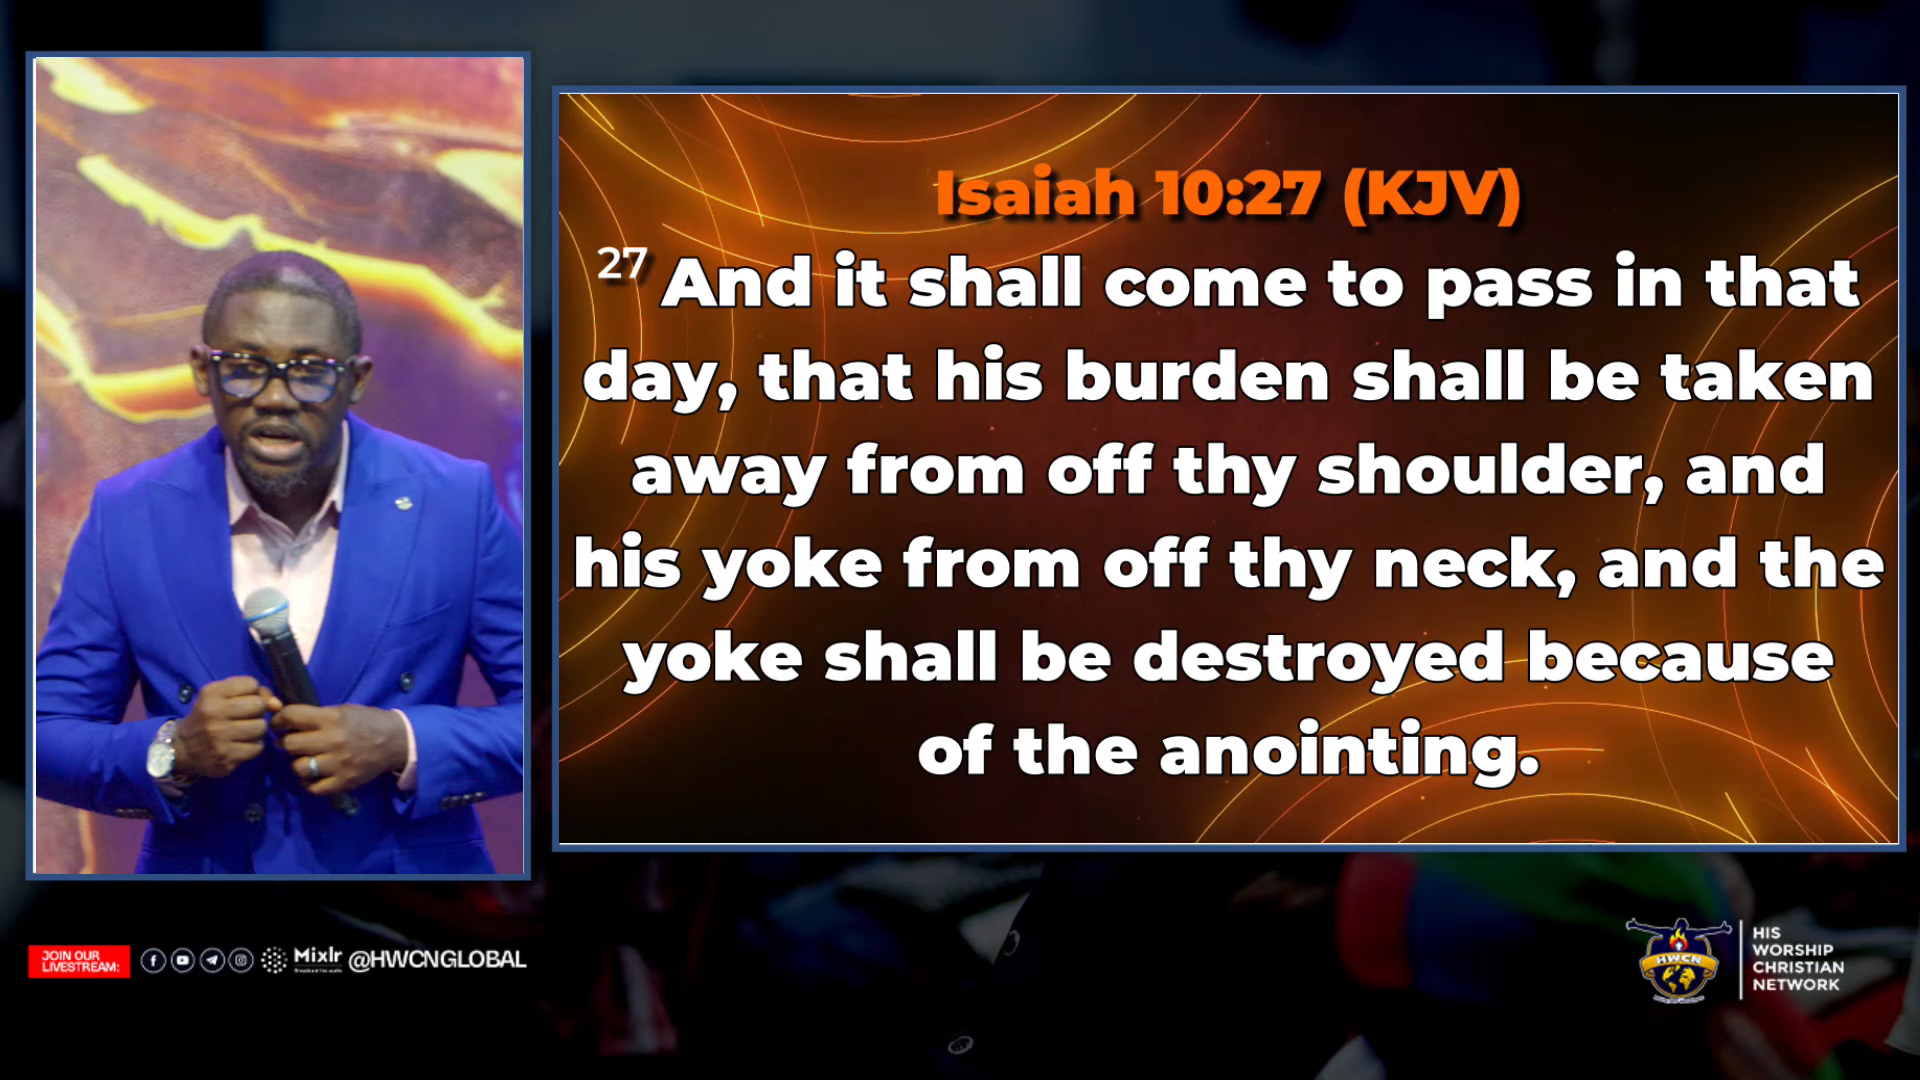 Isaiah 10:27 (KJV)
27 And it shall come to pass in that
day, that his burden shall be taken
away from off thy shoulder, and
his yoke from off thy neck, and the
yoke shall be destroyed because
of the anointing.
JOIN OUR
LIVESTREAM:
Mixlr
@HWCNGLOBAL
HWCN
HIS
WORSHIP
CHRISTIAN
NETWORK